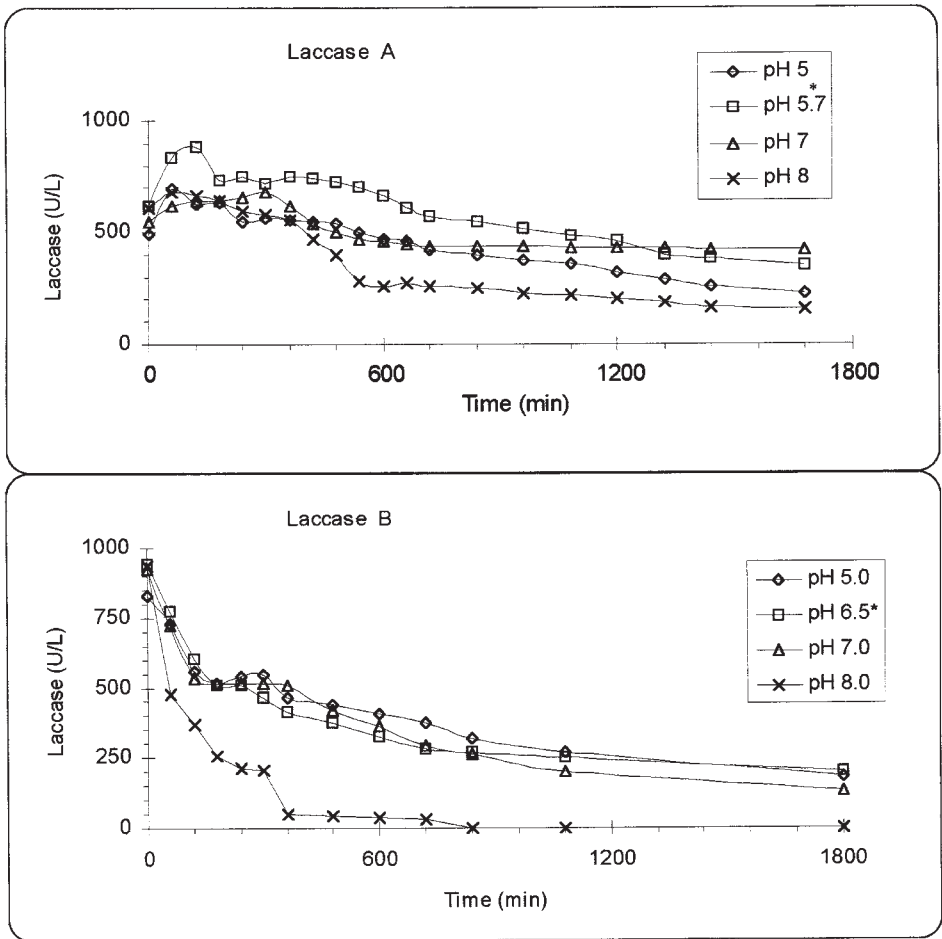 Laccase A
pH 5
pH 5.7*
pH 7
pH 8
1000
500
0
Laccase (U/L)
0
600
1200
1800
Time (min)
Laccase B
pH 5.0
pH 6.5*
pH 7.0
pH 8.0
1000
750
500
250
0
Laccase (U/L)
0
600
1200
1800
Time (min)